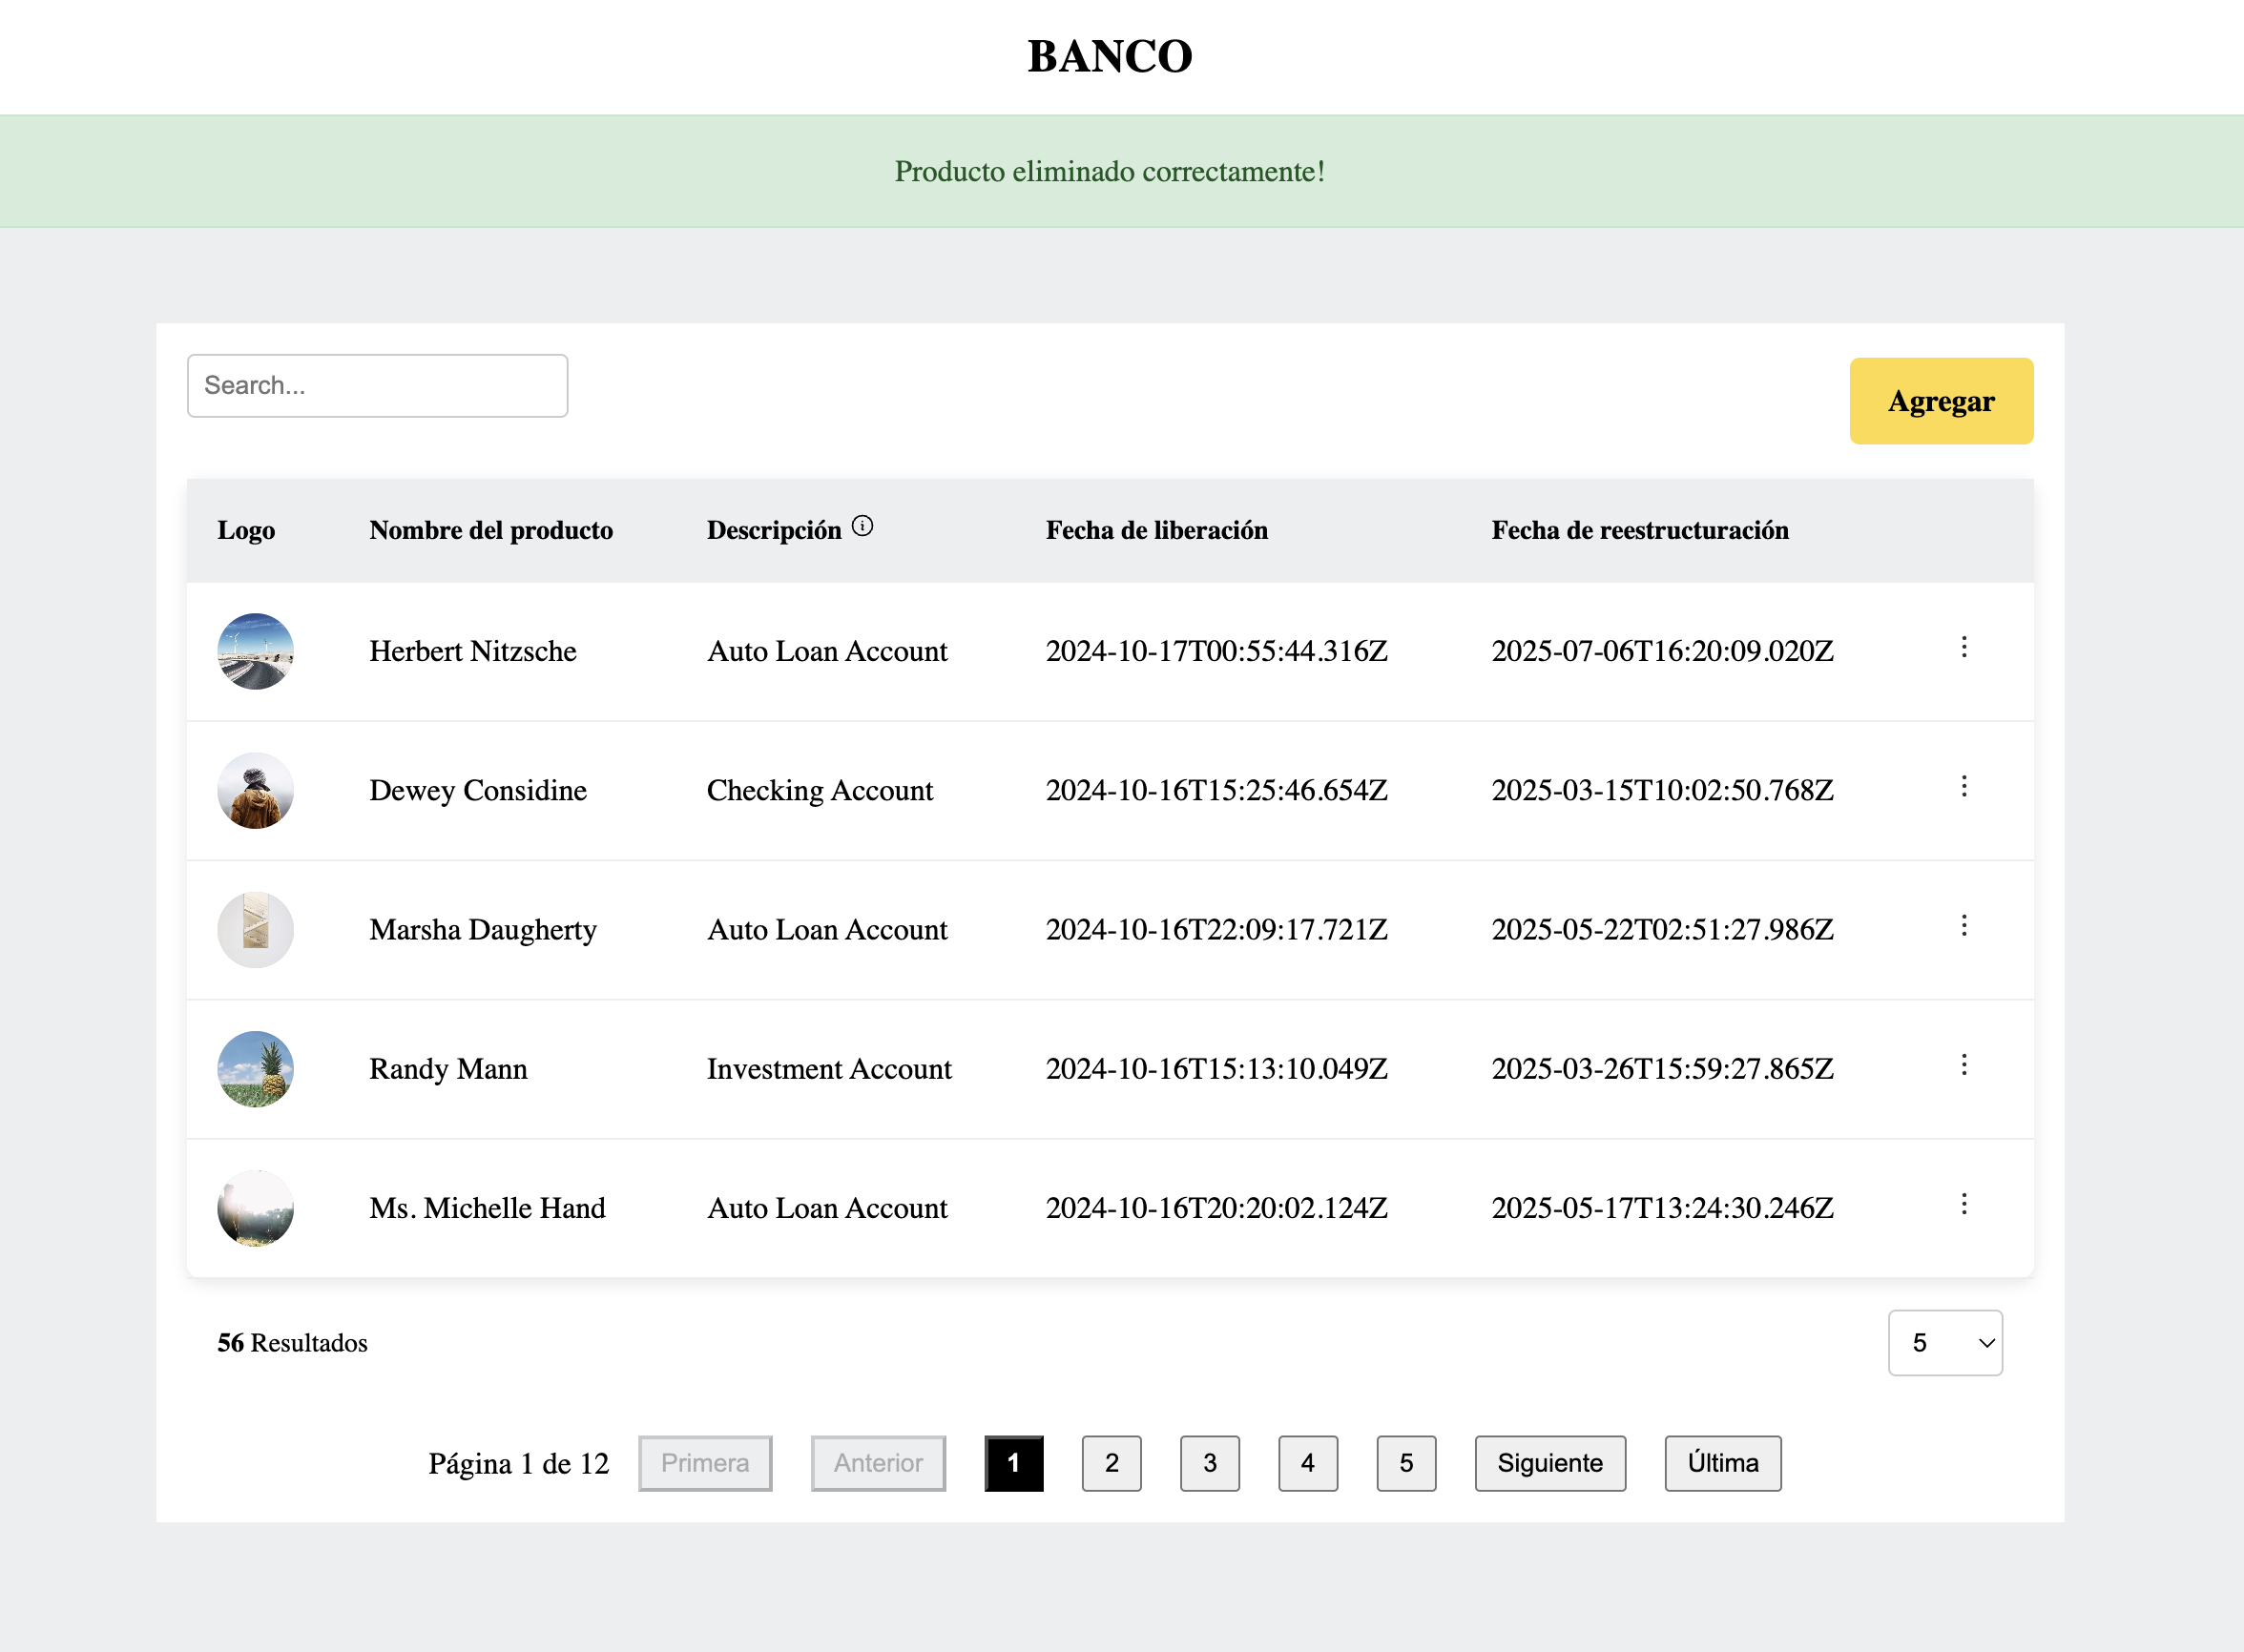 BANCO
Producto eliminado correctamente!
Search...
Agregar
Logo Nombre del producto Descripción Fecha de liberación Fecha de reestructuración
Herbert Nitzsche Auto Loan Account 2024-10-17T00:55:44.316Z 2025-07-06T16:20:09.020Z
Dewey Considine Checking Account 2024-10-16T15:25:46.654Z 2025-03-15T10:02:50.768Z
Marsha Daugherty Auto Loan Account 2024-10-16T22:09:17.721Z 2025-05-22T02:51:27.986Z
Randy Mann Investment Account 2024-10-16T15:13:10.049Z 2025-03-26T15:59:27.865Z
Ms. Michelle Hand Auto Loan Account 2024-10-16T20:20:02.124Z 2025-05-17T13:24:30.246Z
56 Resultados 5
Página 1 de 12 Primera Anterior 1 2 3 4 5 Siguiente Última